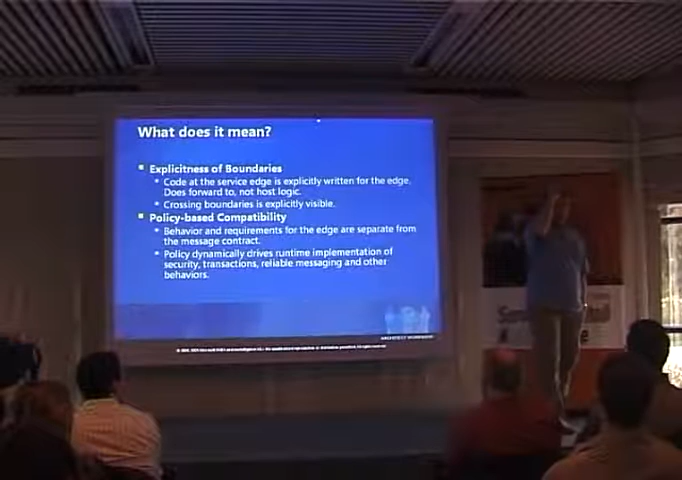 What does it mean?
Explicitness of Boundaries
Code at the service edge is explicitly written for the edge.
Does forward to, not host logic.
Crossing boundaries is explicitly visible.
Policy-based Compatibility
Behavior and requirements for the edge are separate from
the message contract.
Policy dynamically drives runtime implementation of
security, transactions, reliable messaging and other
behaviors.